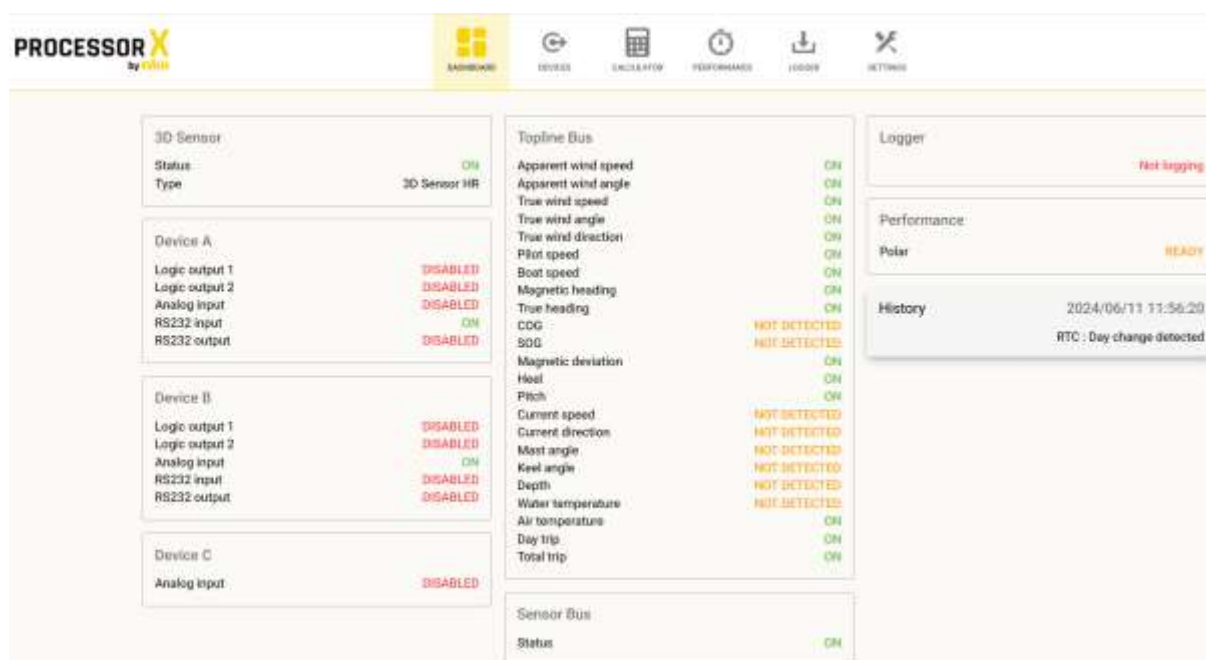 PROCESSOR X
by nke
DASHBOARD DEVICES CALCULATOR PERFORMANCE LOGGER SETTINGS
3D Sensor
Status ON
Type 3D Sensor HR
Device A
Logic output 1 DISABLED
Logic output 2 DISABLED
Analog input DISABLED
RS232 input ON
RS232 output DISABLED
Device B
Logic output 1 DISABLED
Logic output 2 DISABLED
Analog input ON
RS232 input DISABLED
RS232 output DISABLED
Device C
Analog input DISABLED
Topline Bus
Apparent wind speed ON
Apparent wind angle ON
True wind speed ON
True wind angle ON
True wind direction ON
Pilot speed ON
Boat speed ON
Magnetic heading ON
True heading ON
COG NOT DETECTED
SOG NOT DETECTED
Magnetic deviation ON
Heel ON
Pitch ON
Current speed NOT DETECTED
Current direction NOT DETECTED
Mast angle NOT DETECTED
Keel angle NOT DETECTED
Depth NOT DETECTED
Water temperature NOT DETECTED
Air temperature ON
Day trip ON
Total trip ON
Sensor Bus
Status ON
Logger
Not logging
Performance
Polar READY
History 2024/06/11 11:56:20
RTC : Day change detected